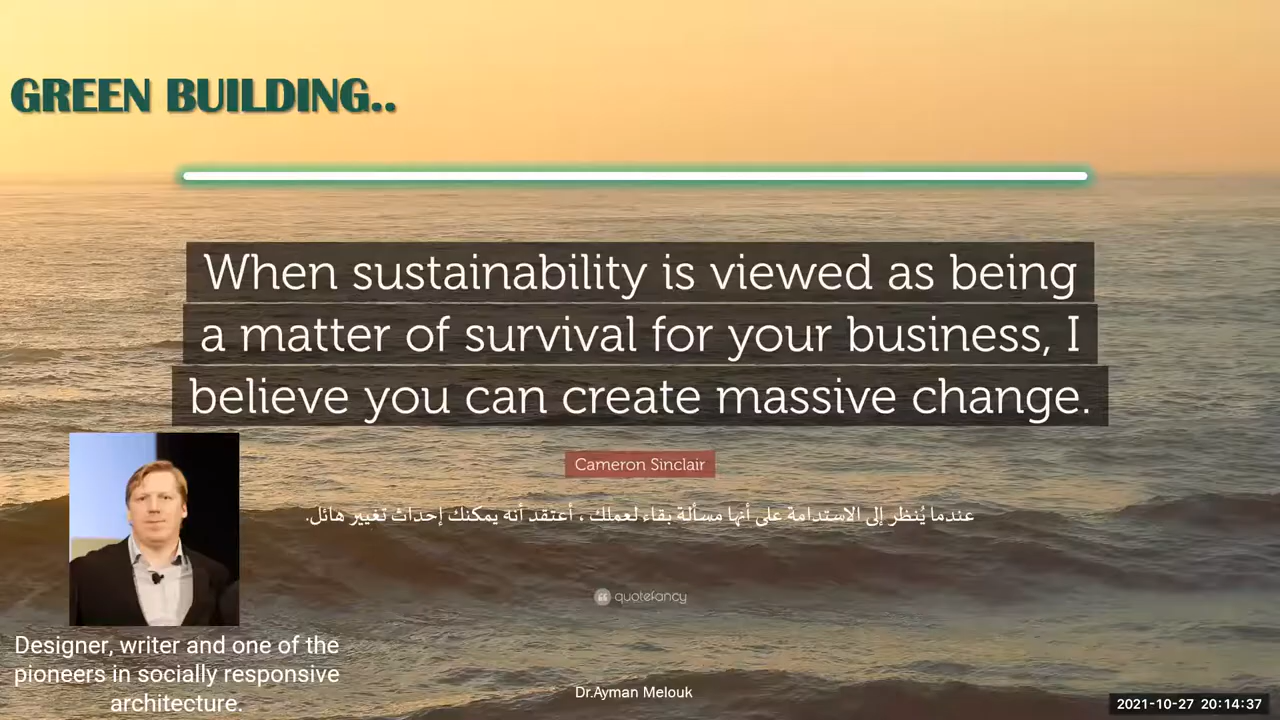 GREEN BUILDING..
When sustainability is viewed as being
a matter of survival for your business, I
believe you can create massive change.
Cameron Sinclair
عندما يُنظر إلى الاستدامة على أنها مسألة بقاء لعملك ، أعتقد أنه يمكنك إحداث تغيير هائل.
quotefancy
Designer, writer and one of the
pioneers in socially responsive
architecture.
Dr.Ayman Melouk
2021-10-27 20:14:37